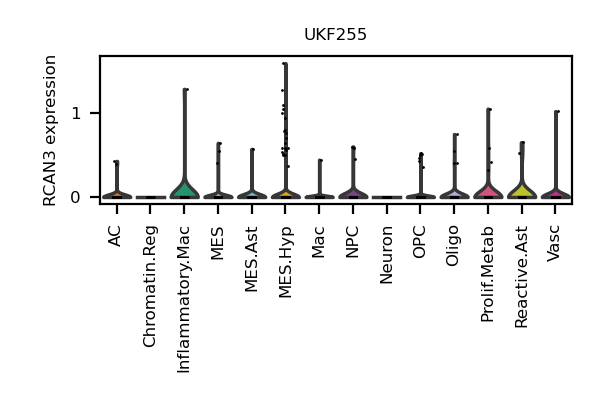 UKF255
RCAN3 expression
1
0
AC
Chromatin.Reg
Inflammatory.Mac
MES
MES.Ast
MES.Hyp
Mac
NPC
Neuron
OPC
Oligo
Prolif.Metab
Reactive.Ast
Vasc